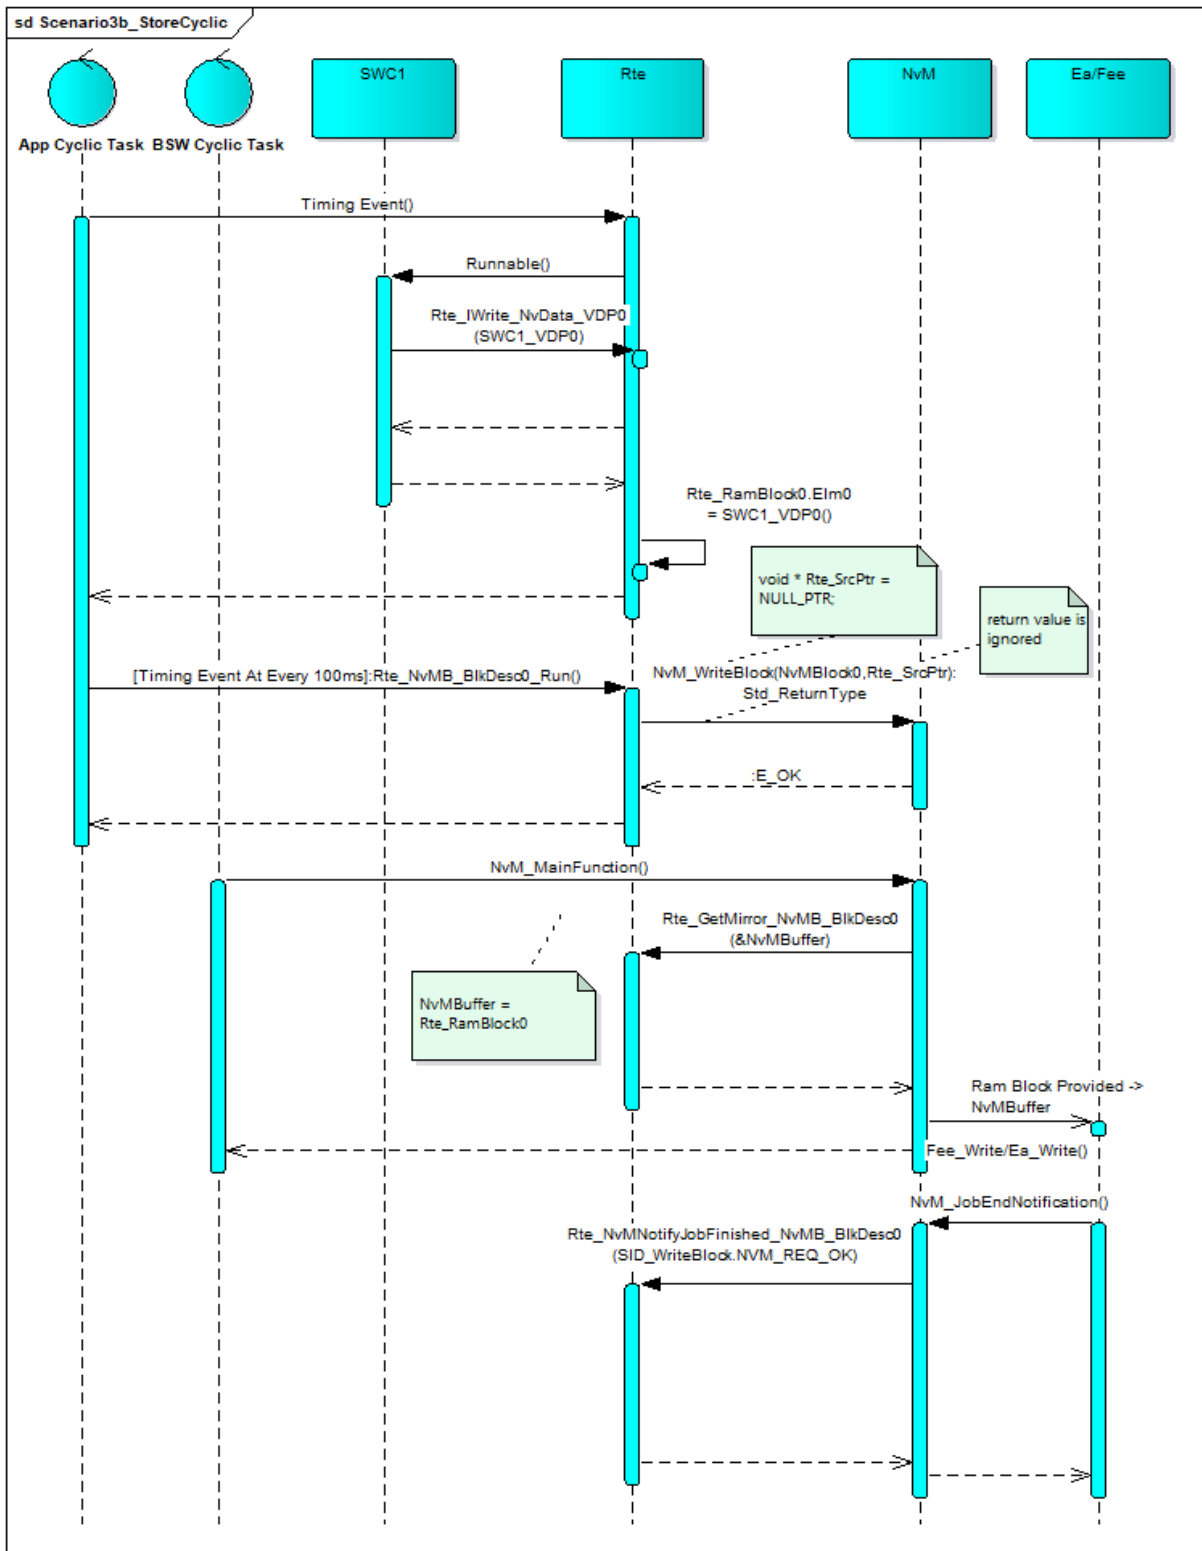 sd Scenario3b_StoreCyclic
App Cyclic Task
BSW Cyclic Task
SWC1
Rte
NvM
Ea/Fee
Timing Event()
Runnable()
Rte_IWrite_NvData_VDP0
(SWC1_VDP0)
Rte_RamBlock0.Elm0
= SWC1_VDP0()
void * Rte_SrcPtr =
NULL_PTR;
return value is
ignored
[Timing Event At Every 100ms]:Rte_NvMB_BlkDesc0_Run()
NvM_WriteBlock(NvMBlock0,Rte_SrcPtr):
Std_ReturnType
:E_OK
NvM_MainFunction()
Rte_GetMirror_NvMB_BlkDesc0
(&NvMBuffer)
NvMBuffer =
Rte_RamBlock0
Ram Block Provided ->
NvMBuffer
Fee_Write/Ea_Write()
NvM_JobEndNotification()
Rte_NvMNotifyJobFinished_NvMB_BlkDesc0
(SID_WriteBlock.NVM_REQ_OK)